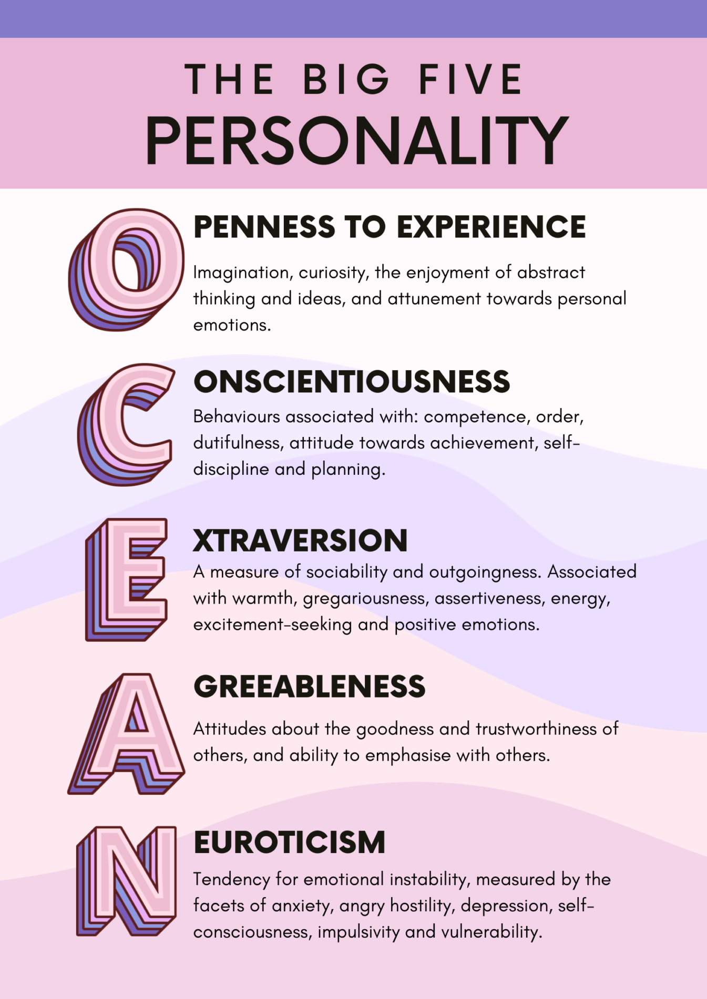 THE BIG FIVE
PERSONALITY
OPENNESS TO EXPERIENCE
Imagination, curiosity, the enjoyment of abstract
thinking and ideas, and attunement towards personal
emotions.
CONSCIENTIOUSNESS
Behaviours associated with: competence, order,
dutifulness, attitude towards achievement, self-
discipline and planning.
EXTRAVERSION
A measure of sociability and outgoingness. Associated
with warmth, gregariousness, assertiveness, energy,
excitement-seeking and positive emotions.
AGREEABLENESS
Attitudes about the goodness and trustworthiness of
others, and ability to emphasise with others.
NEUROTICISM
Tendency for emotional instability, measured by the
facets of anxiety, angry hostility, depression, self-
consciousness, impulsivity and vulnerability.